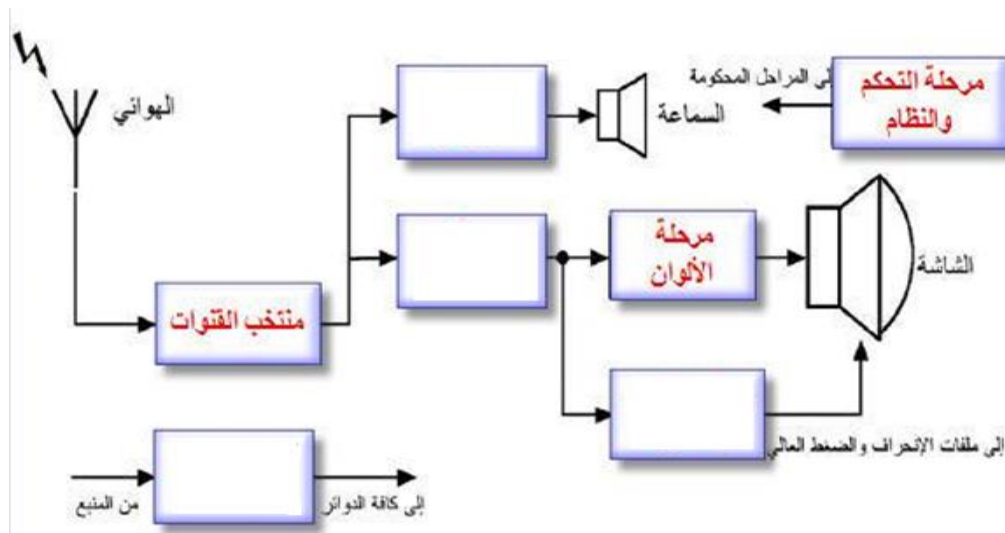 الهوائي
إلى المراحل المحكومة
مرحلة التحكم
والنظام
السماعة
مرحلة
الألوان
الشاشة
منتخب القنوات
إلى ملفات الإنحراف والضغط العالي
من المنبع
إلى كافة الدوائر